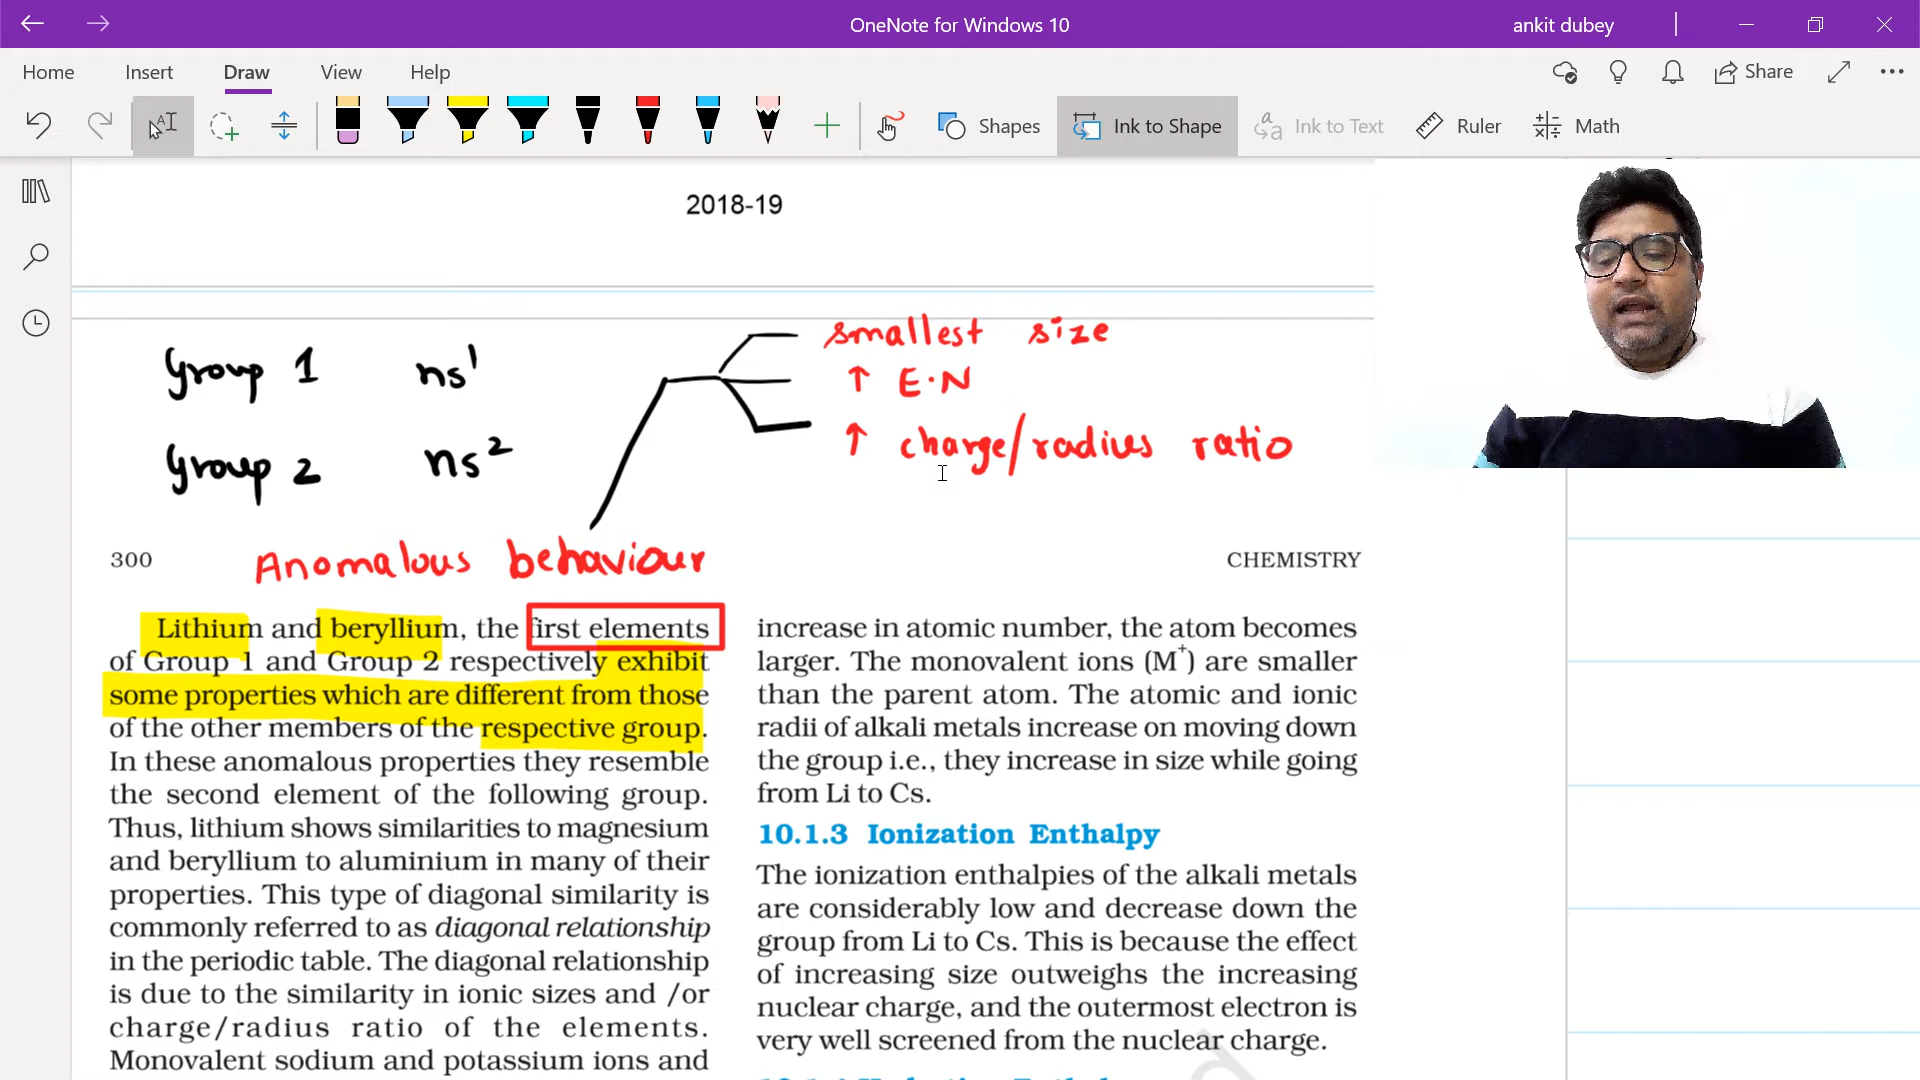 OneNote for Windows 10
ankit dubey
Home Insert Draw View Help
Share
Shapes Ink to Shape Ink to Text Ruler Math
2018-19
Group 1 ns¹
Group 2 ns²
smallest size
↑ E·N
↑ charge/radius ratio
300
Anomalous behaviour
CHEMISTRY
Lithium and beryllium, the first elements
of Group 1 and Group 2 respectively exhibit
some properties which are different from those
of the other members of the respective group.
In these anomalous properties they resemble
the second element of the following group.
Thus, lithium shows similarities to magnesium
and beryllium to aluminium in many of their
properties. This type of diagonal similarity is
commonly referred to as diagonal relationship
in the periodic table. The diagonal relationship
is due to the similarity in ionic sizes and /or
charge/radius ratio of the elements.
Monovalent sodium and potassium ions and
increase in atomic number, the atom becomes
larger. The monovalent ions (M⁺) are smaller
than the parent atom. The atomic and ionic
radii of alkali metals increase on moving down
the group i.e., they increase in size while going
from Li to Cs.
10.1.3 Ionization Enthalpy
The ionization enthalpies of the alkali metals
are considerably low and decrease down the
group from Li to Cs. This is because the effect
of increasing size outweighs the increasing
nuclear charge, and the outermost electron is
very well screened from the nuclear charge.